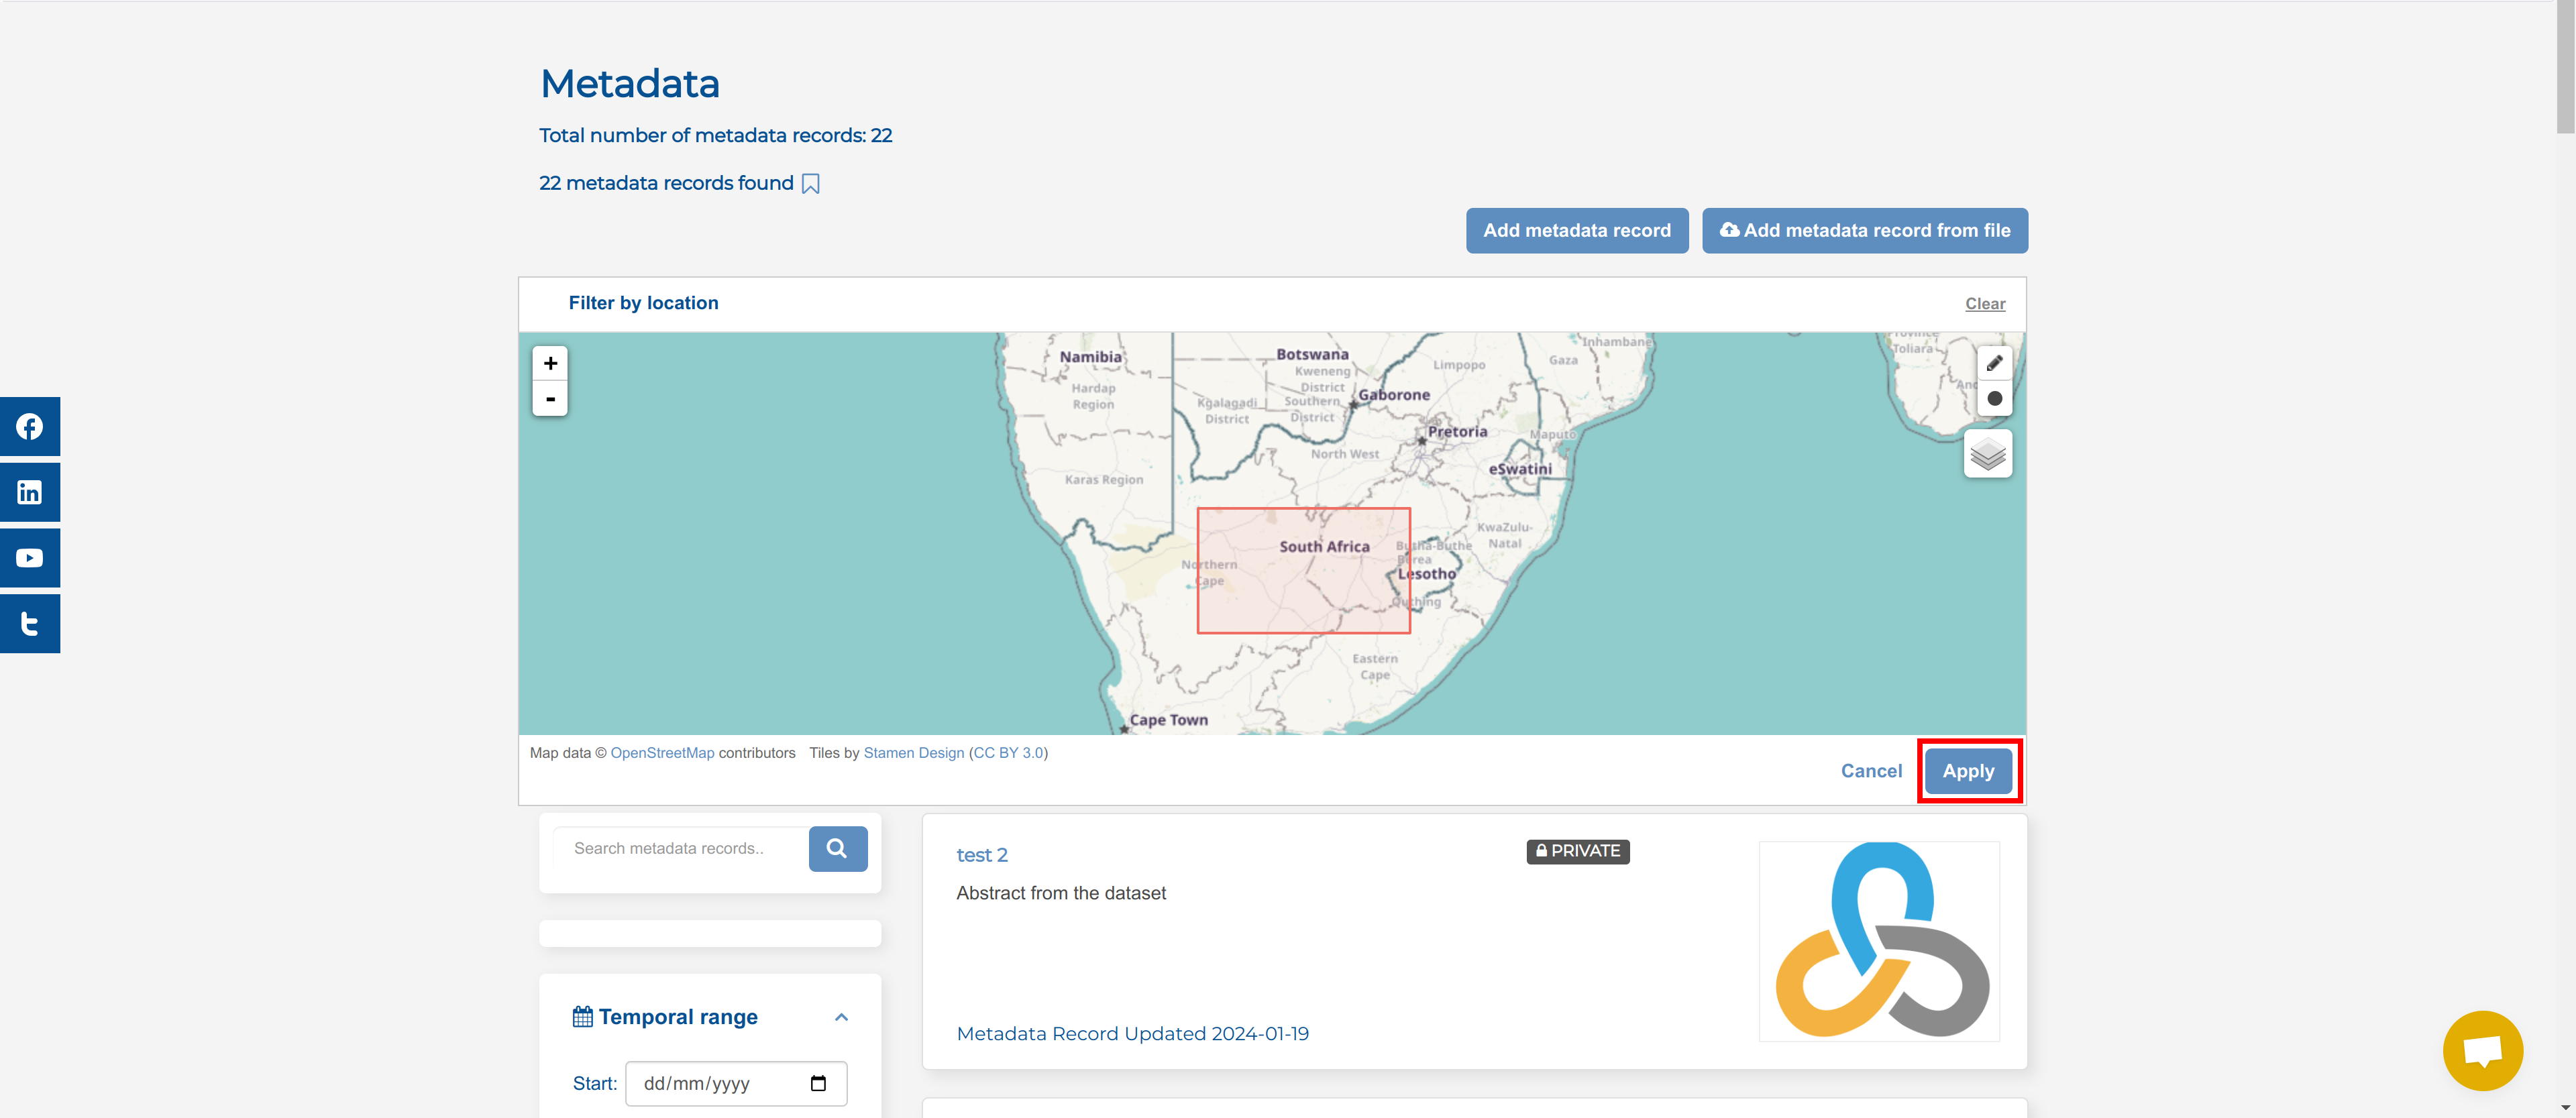 Metadata
Total number of metadata records: 22
22 metadata records found
Add metadata record
Add metadata record from file
Filter by location
Clear
+
-
Namibia
Hardap
Region
Karas Region
Botswana
Kweneng
District
Kgalagadi
District
Southern
District
Gaborone
Limpopo
Gaza
Inhambane
Toliara
Pretoria
Maputo
North West
eSwatini
South Africa
Northern
Cape
KwaZulu-
Natal
Butha-Buthe
Berea
Lesotho
Quthing
Eastern
Cape
Cape Town
Map data © OpenStreetMap contributors Tiles by Stamen Design (CC BY 3.0)
Cancel
Apply
Search metadata records..
test 2
PRIVATE
Abstract from the dataset
Metadata Record Updated 2024-01-19
Temporal range
Start: dd/mm/yyyy